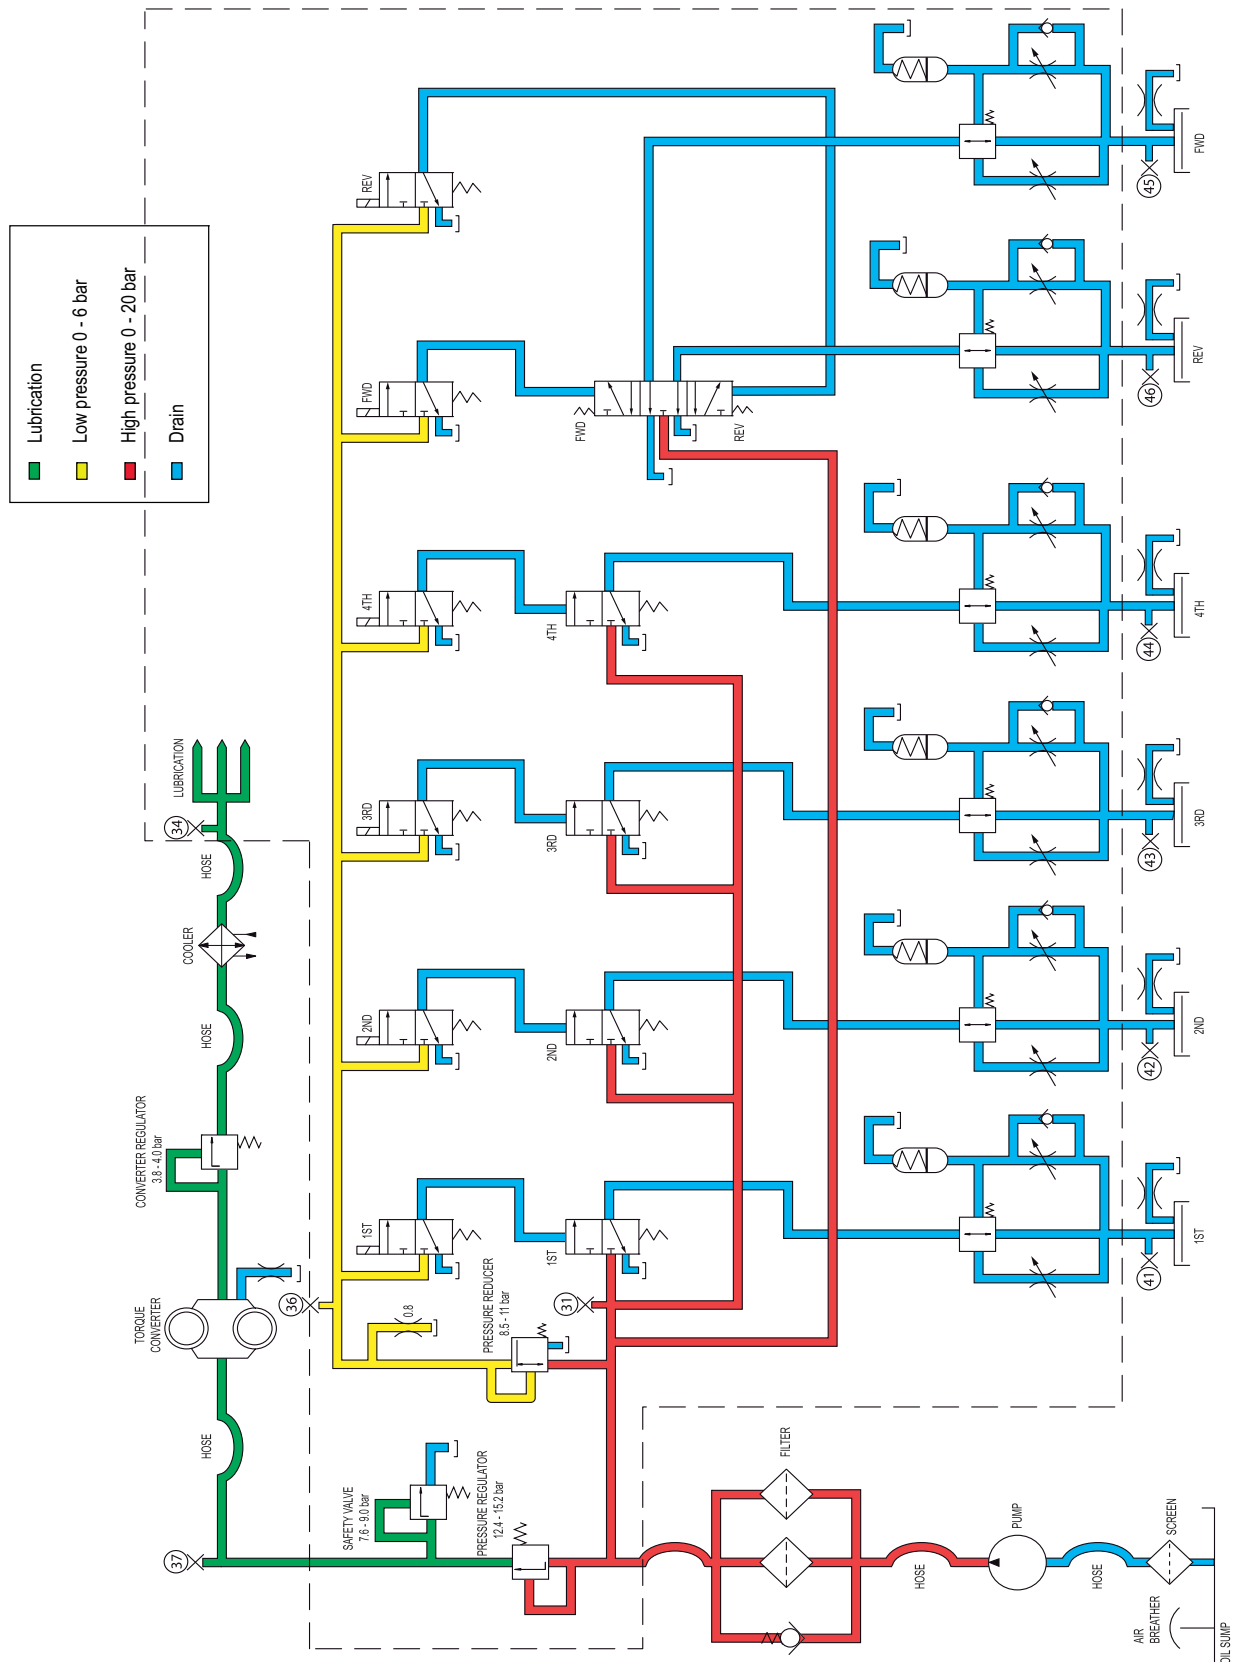 Lubrication
Low pressure 0 - 6 bar
High pressure 0 - 20 bar
Drain
37
HOSE
TORQUE
CONVERTER
CONVERTER REGULATOR
3.8 - 4.0 bar
HOSE
COOLER
HOSE
34
LUBRICATION
SAFETY VALVE
7.6 - 9.0 bar
PRESSURE REGULATOR
12.4 - 15.2 bar
36
0.8
PRESSURE REDUCER
8.5 - 11 bar
31
1ST
2ND
3RD
4TH
FWD
REV
1ST
2ND
3RD
4TH
FWD
REV
FILTER
HOSE
PUMP
HOSE
SCREEN
AIR
BREATHER
OIL SUMP
41
1ST
42
2ND
43
3RD
44
4TH
46
REV
45
FWD